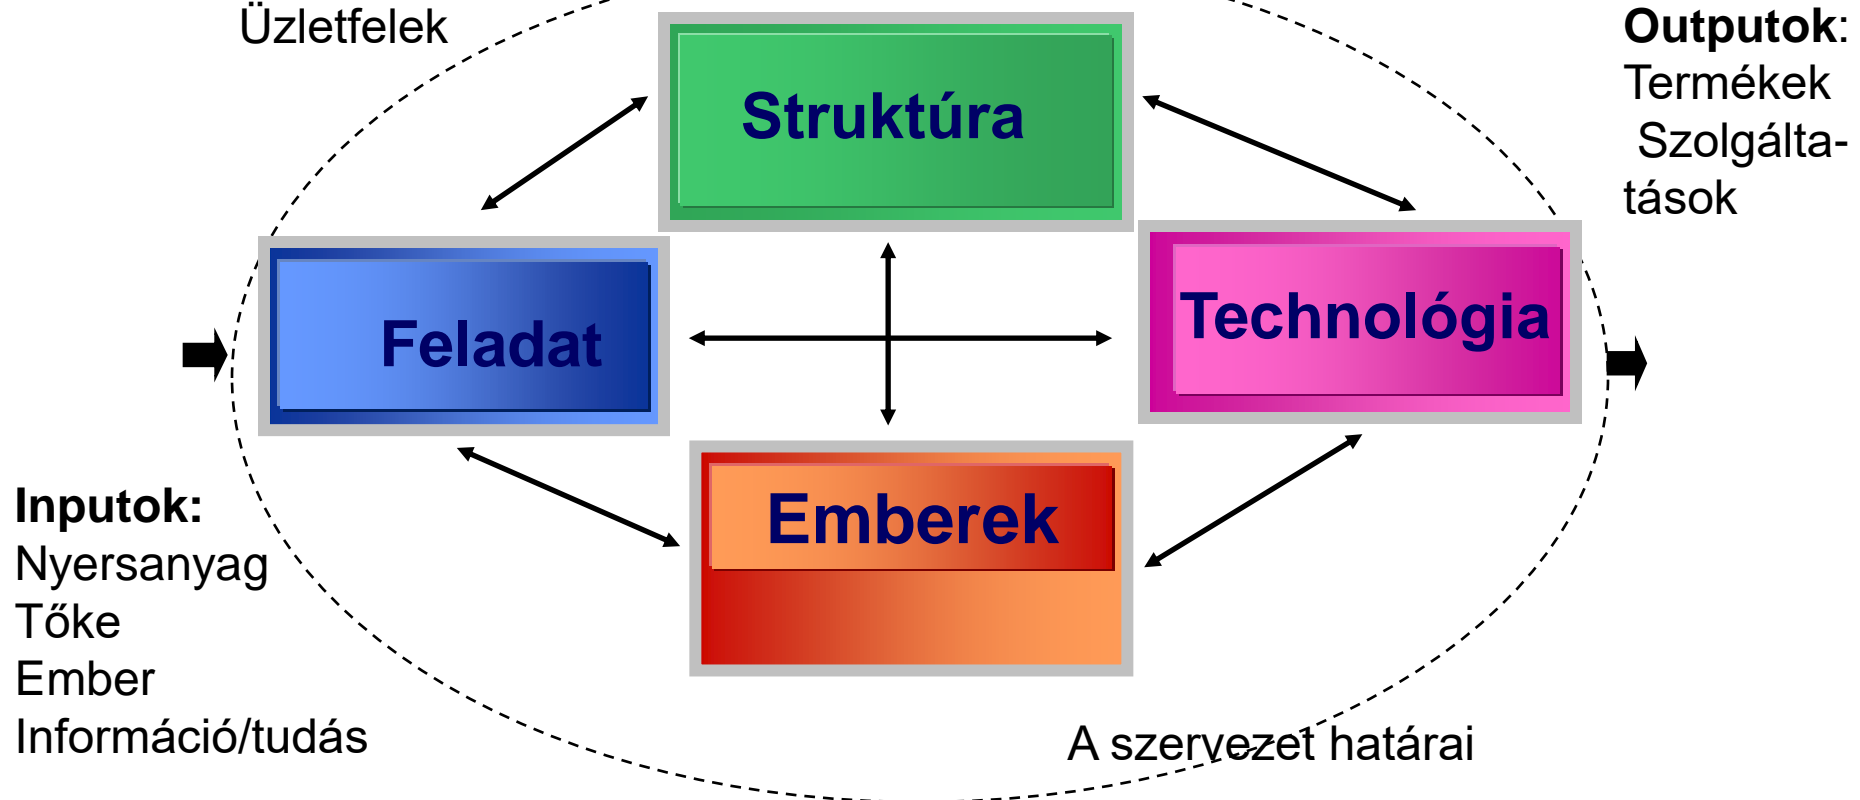 Üzletfelek
Outputok:
Termékek
Szolgálta-
tások
Struktúra
Feladat
Technológia
Emberek
Inputok:
Nyersanyag
Tőke
Ember
Információ/tudás
A szervezet határai